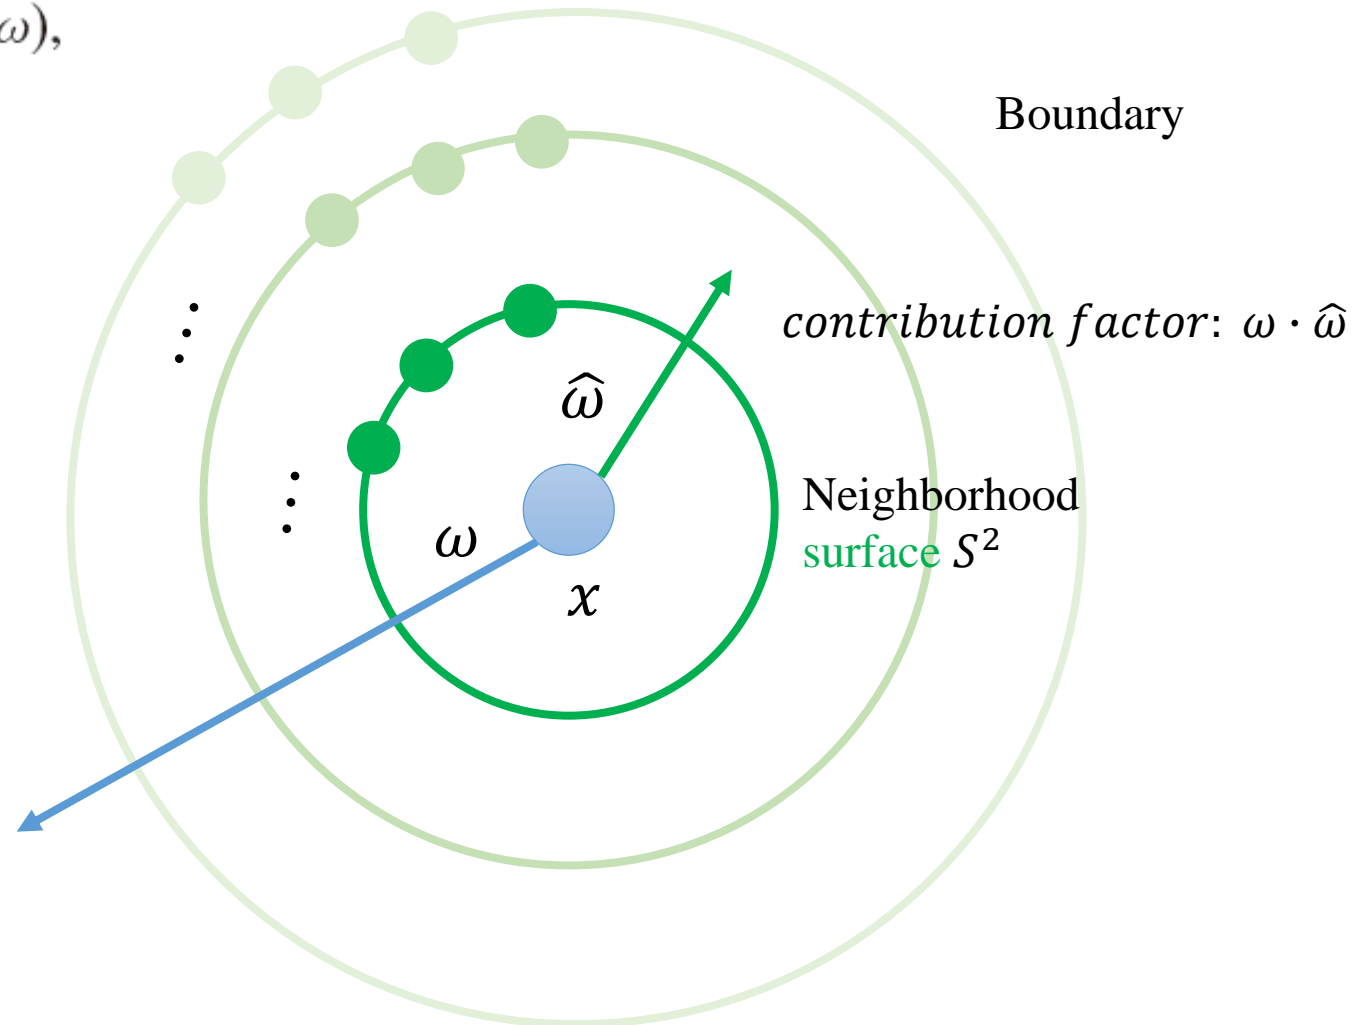 ω),
Boundary
contribution factor: ω · ω̂
ω̂
Neighborhood
surface S²
ω
x